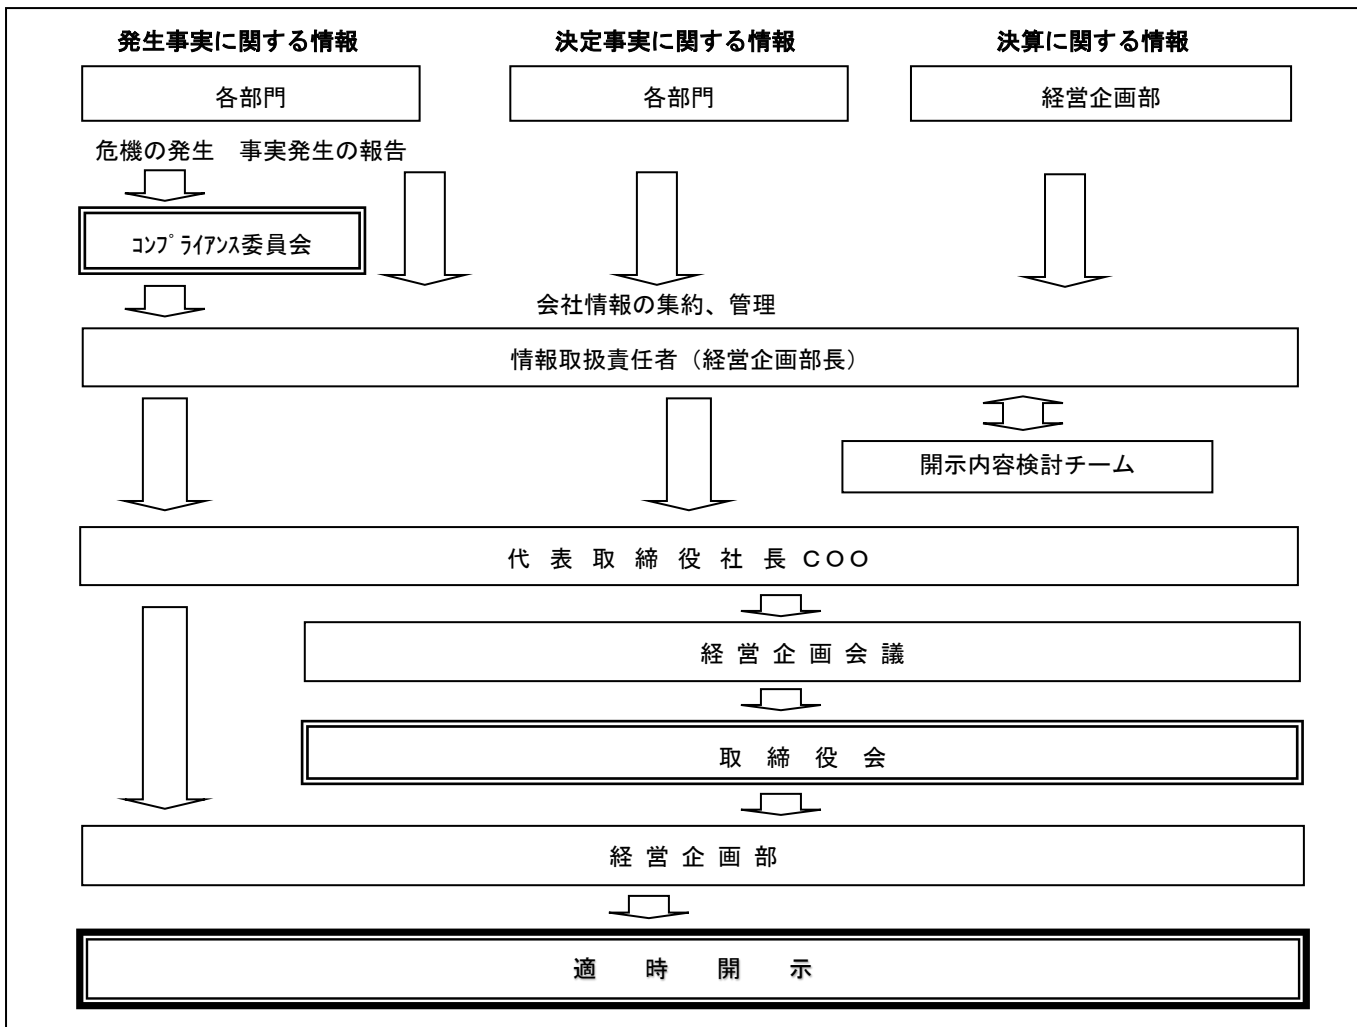 発生事実に関する情報 決定事実に関する情報 決算に関する情報
各部門 各部門 経営企画部
危機の発生 事実発生の報告
ｺﾝﾌﾟﾗｲｱﾝｽ委員会
会社情報の集約、管理
情報取扱責任者（経営企画部長）
開示内容検討チーム
代 表 取 締 役 社 長 ＣＯＯ
経 営 企 画 会 議
取 締 役 会
経 営 企 画 部
適 時 開 示